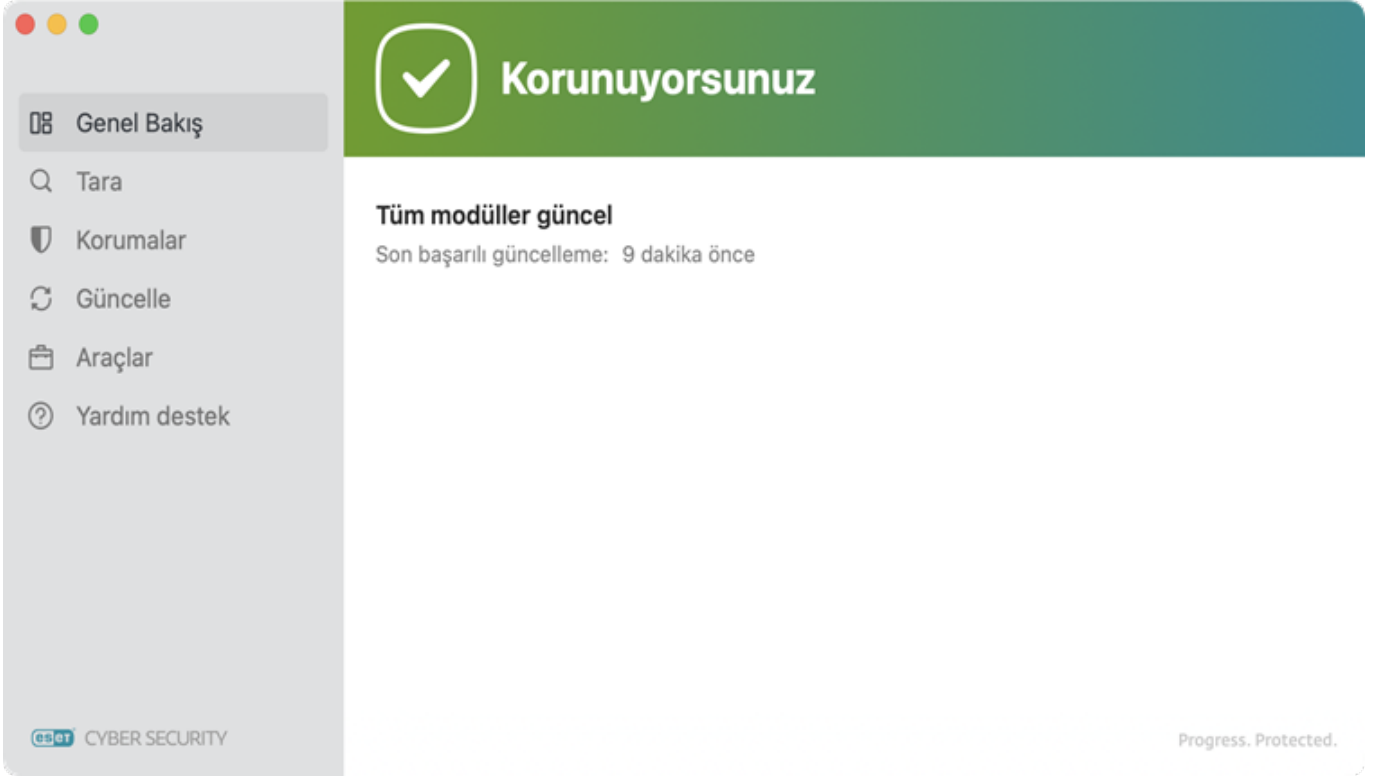 Genel Bakış
Tara
Korumalar
Güncelle
Araçlar
Yardım destek
eseT CYBER SECURITY
Korunuyorsunuz
Tüm modüller güncel
Son başarılı güncelleme: 9 dakika önce
Progress. Protected.